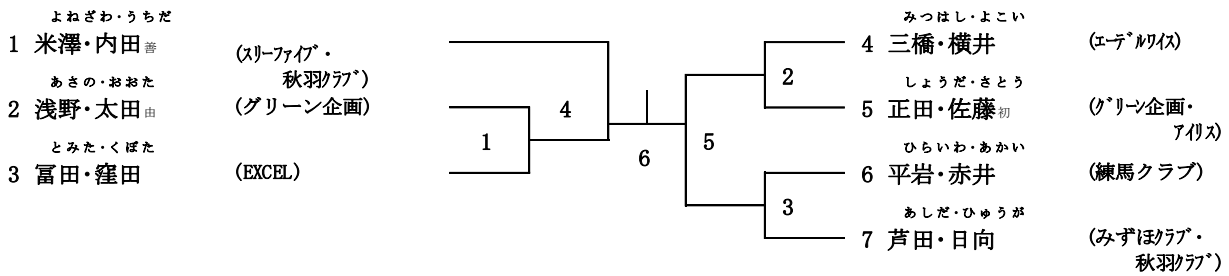 よねざわ・うちだ
1 米澤・内田善 (ｽﾘｰﾌｧｲﾌﾞ・
秋羽ｸﾗﾌﾞ)
あさの・おおた
2 浅野・太田由 (グリーン企画)
とみた・くぼた
3 冨田・窪田 (EXCEL)
1
4
6
5
2
3
みつはし・よこい
4 三橋・横井 (ｴｰﾃﾞﾙﾜｲｽ)
しょうだ・さとう
5 正田・佐藤初 (ｸﾞﾘｰﾝ企画・
ｱｲﾘｽ)
ひらいわ・あかい
6 平岩・赤井 (練馬クラブ)
あしだ・ひゅうが
7 芦田・日向 (みずほｸﾗﾌﾞ・
秋羽ｸﾗﾌﾞ)